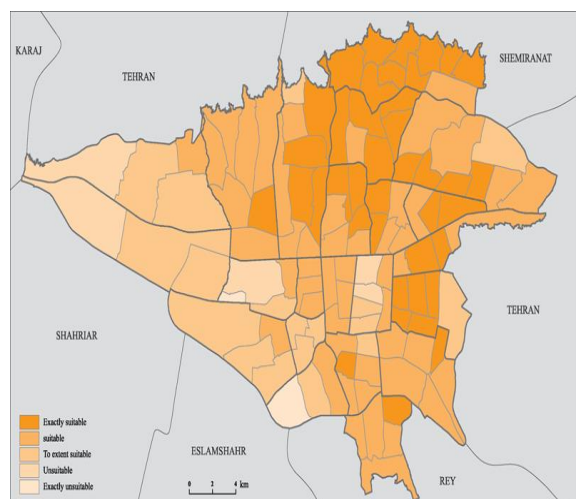 KARAJ
TEHRAN
SHEMIRANAT
TEHRAN
SHAHRIAR
ESLAMSHAHR
REY
Exactly suitable
suitable
To extent suitable
Unsuitable
Exactly unsuitable
0 2 4 km